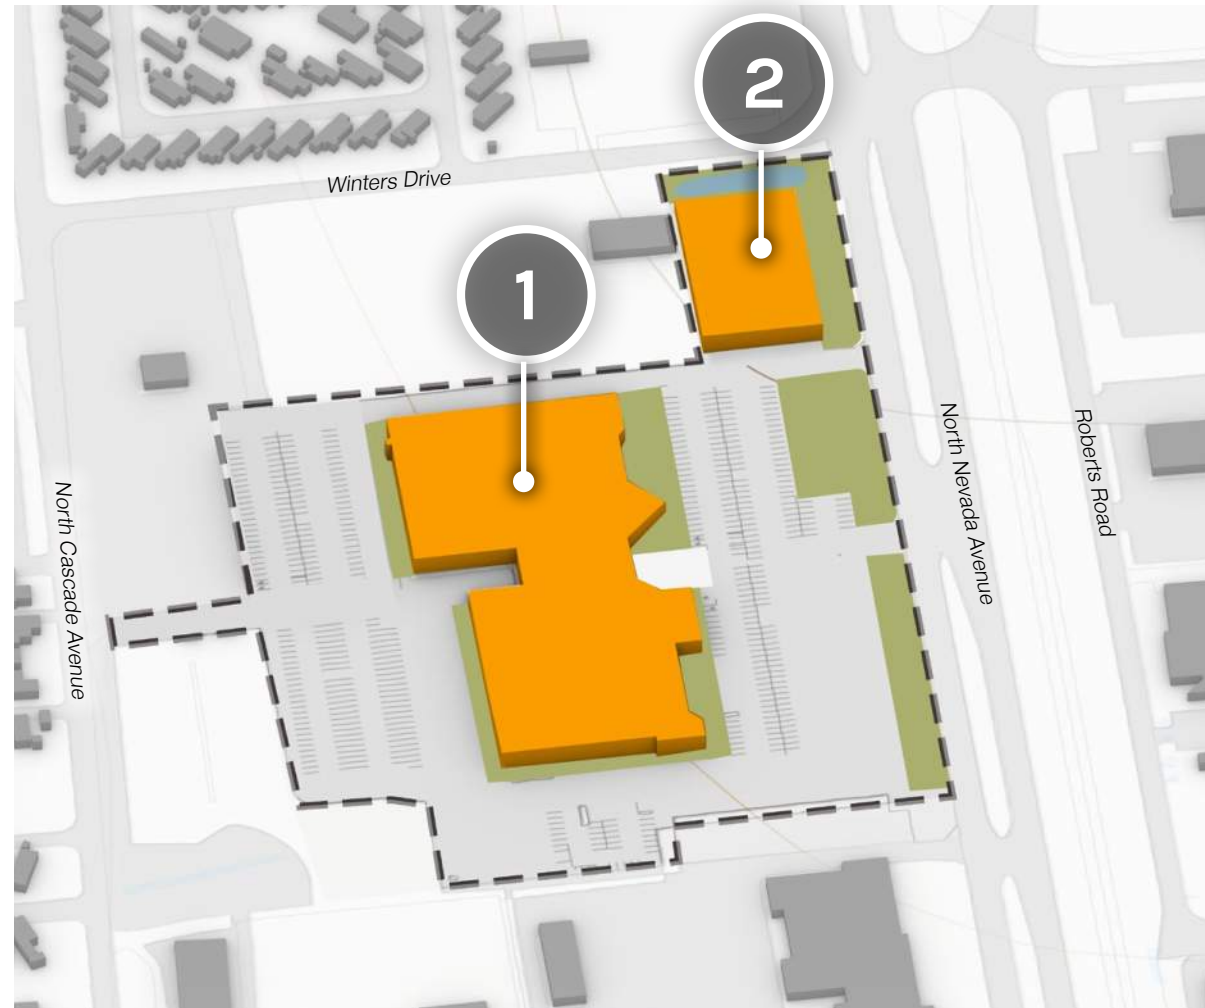 2
Winters Drive
1
North Cascade Avenue
North Nevada Avenue
Roberts Road